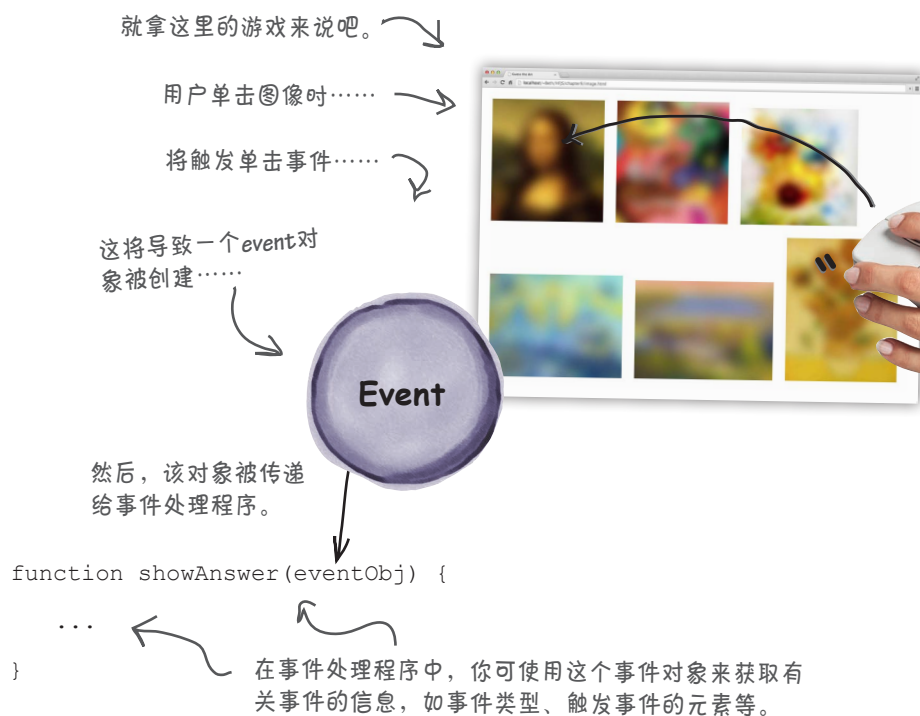 就拿这里的游戏来说吧。
用户单击图像时……
将触发单击事件……
这将导致一个event对
象被创建……
Event
然后，该对象被传递
给事件处理程序。
function showAnswer(eventObj) {
...
}
在事件处理程序中，你可使用这个事件对象来获取有
关事件的信息，如事件类型、触发事件的元素等。